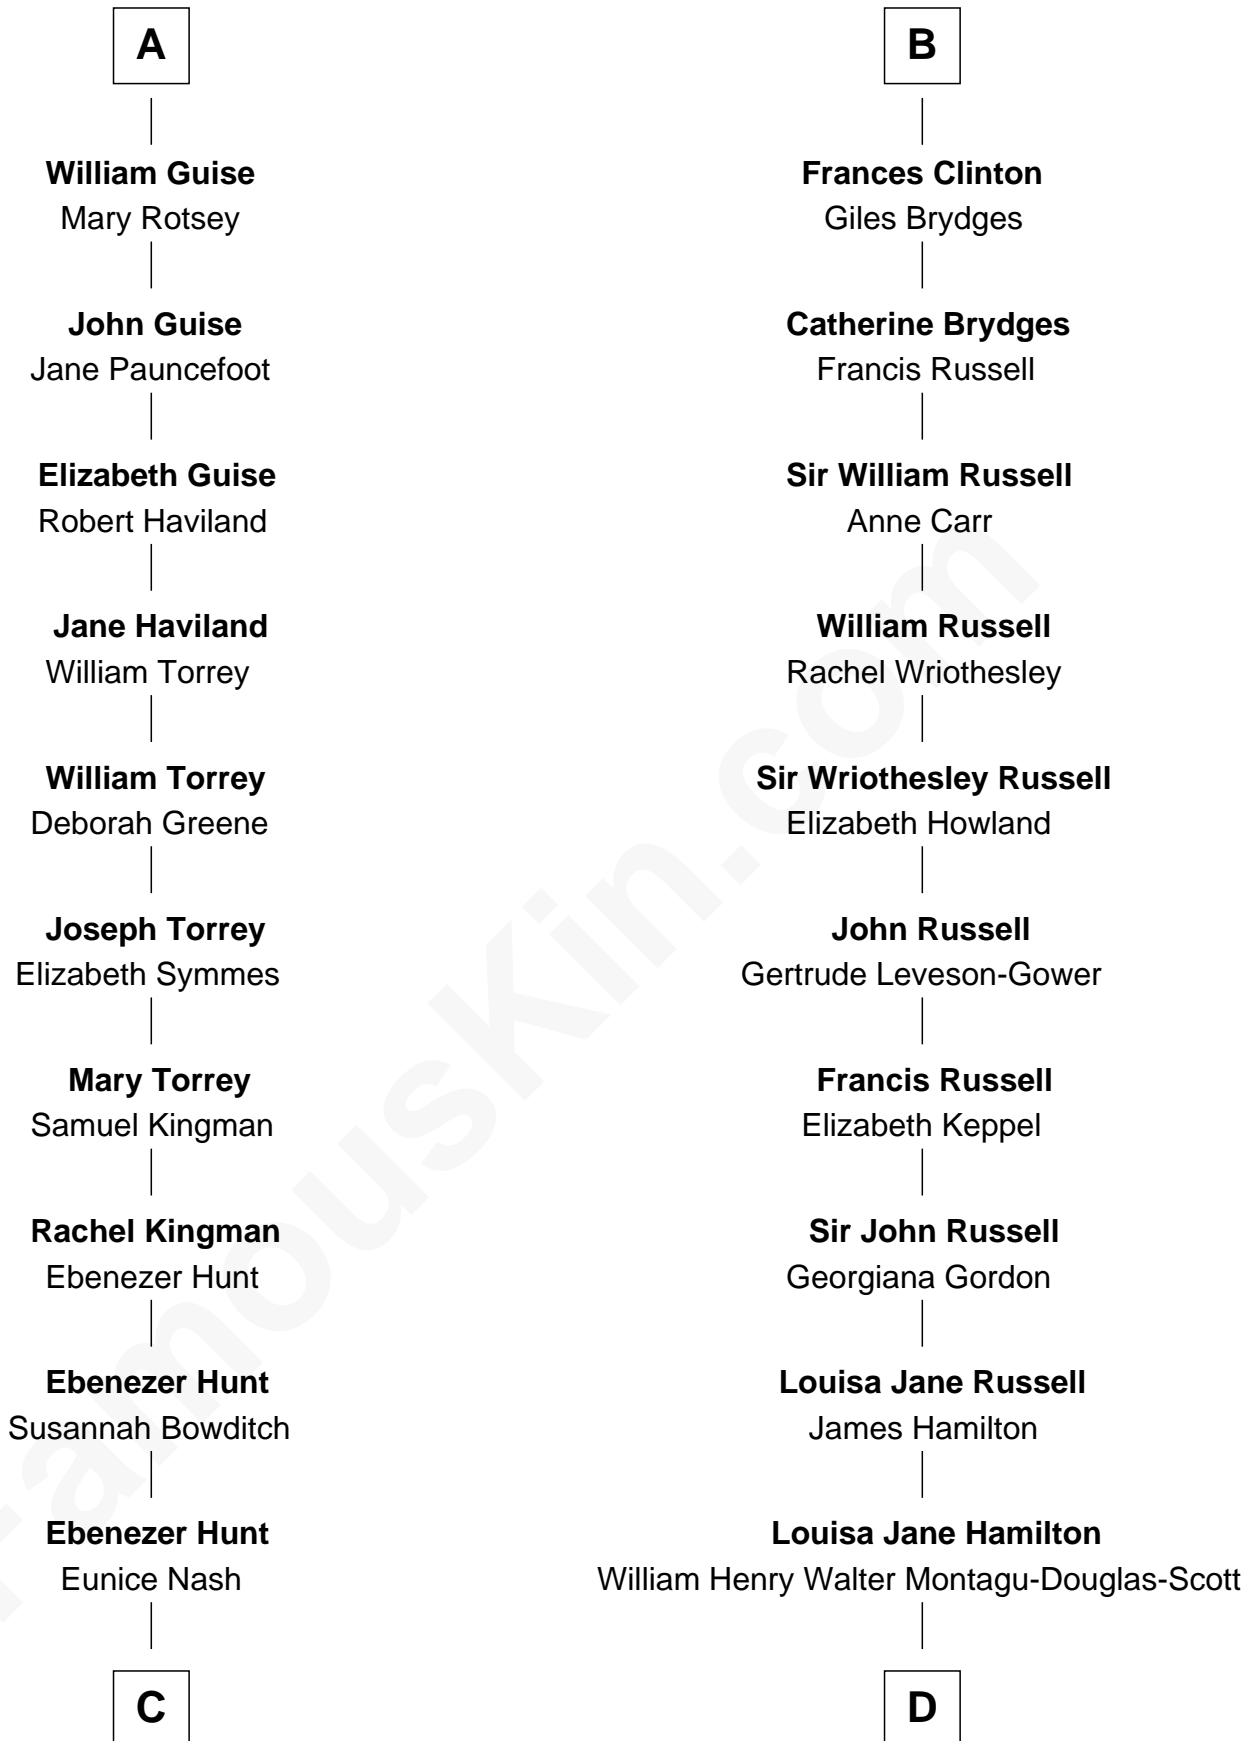 A
William Guise
Mary Rotsey
John Guise
Jane Pauncefoot
Elizabeth Guise
Robert Haviland
Jane Haviland
William Torrey
William Torrey
Deborah Greene
Joseph Torrey
Elizabeth Symmes
Mary Torrey
Samuel Kingman
Rachel Kingman
Ebenezer Hunt
Ebenezer Hunt
Susannah Bowditch
Ebenezer Hunt
Eunice Nash
C
B
Frances Clinton
Giles Brydges
Catherine Brydges
Francis Russell
Sir William Russell
Anne Carr
William Russell
Rachel Wriothesley
Sir Wriothesley Russell
Elizabeth Howland
John Russell
Gertrude Leveson-Gower
Francis Russell
Elizabeth Keppel
Sir John Russell
Georgiana Gordon
Louisa Jane Russell
James Hamilton
Louisa Jane Hamilton
William Henry Walter Montagu-Douglas-Scott
D
FamousKin.com